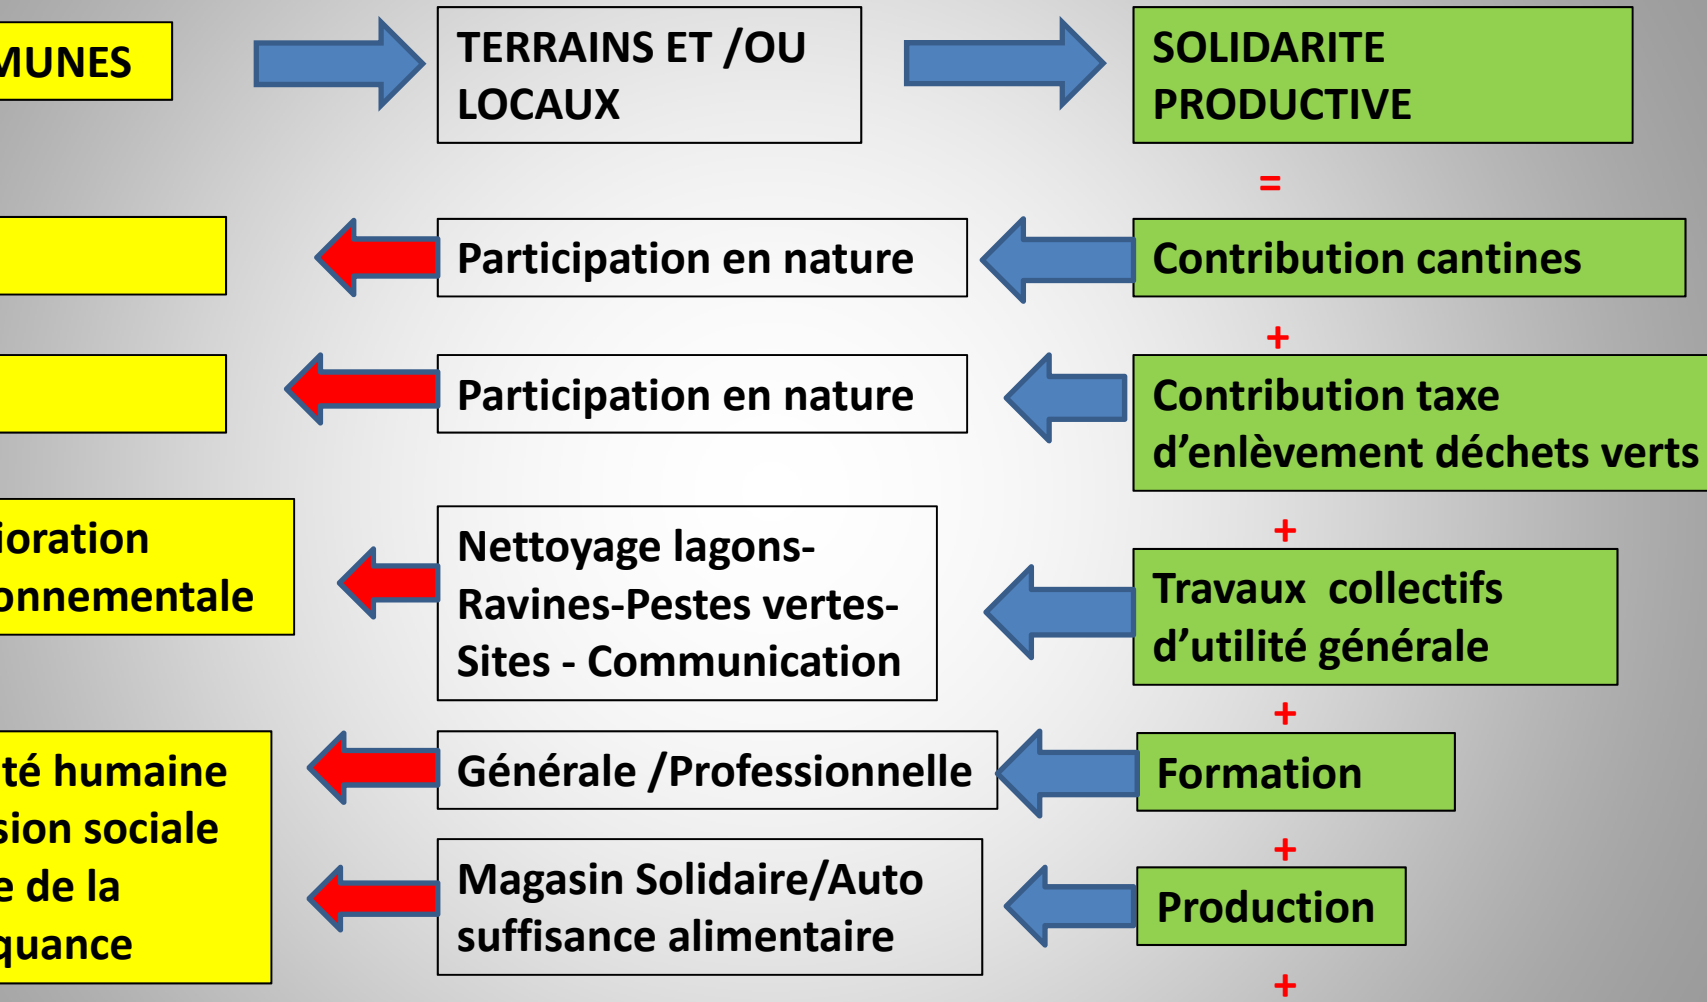 MUNES
TERRAINS ET /OU
LOCAUX
SOLIDARITE
PRODUCTIVE
=
Participation en nature
Contribution cantines
+
Participation en nature
Contribution taxe
d’enlèvement déchets verts
+
ioration
onnementale
Nettoyage lagons-
Ravines-Pestes vertes-
Sites - Communication
Travaux collectifs
d’utilité générale
+
té humaine
sion sociale
e de la
quance
Générale /Professionnelle
Formation
+
Magasin Solidaire/Auto
suffisance alimentaire
Production
+